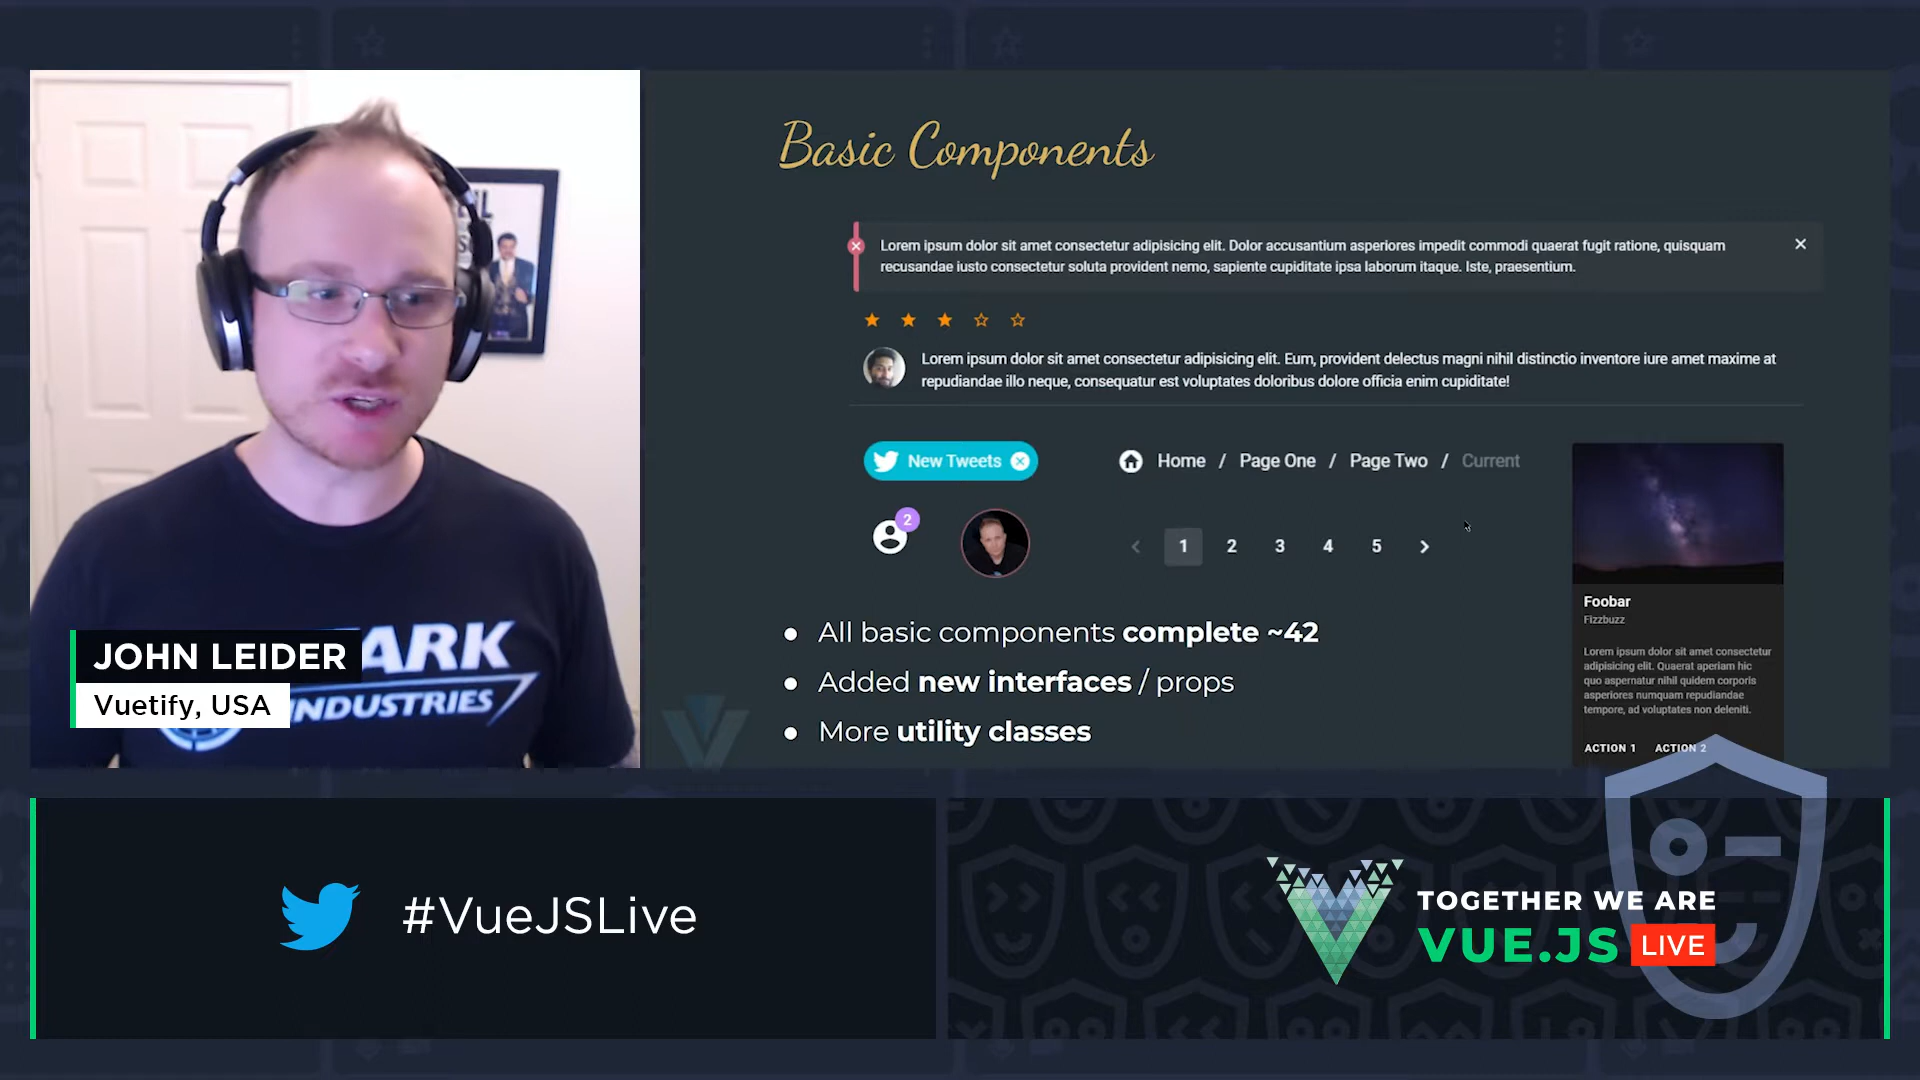 Basic Components
Lorem ipsum dolor sit amet consectetur adipisicing elit. Dolor accusantium asperiores impedit commodi quaerat fugit ratione, quisquam
recusandae iusto consectetur soluta provident nemo, sapiente cupiditate ipsa laborum itaque. Iste, praesentium.
Lorem ipsum dolor sit amet consectetur adipisicing elit. Eum, provident delectus magni nihil distinctio inventore iure amet maxime at
repudiandae illo neque, consequatur est voluptates doloribus dolore officia enim cupiditate!
New Tweets
Home / Page One / Page Two / Current
2
1 2 3 4 5
Foobar
Fizzbuzz
Lorem ipsum dolor sit amet consectetur
adipisicing elit. Quaerat aperiam hic
quo aspernatur nihil quidem corporis
asperiores numquam repudiandae
tempore, ad voluptates non deleniti.
ACTION 1 ACTION 2
• All basic components complete ~42
• Added new interfaces / props
• More utility classes
ARK
INDUSTRIES
JOHN LEIDER
Vuetify, USA
#VueJSLive
TOGETHER WE ARE
VUE.JS LIVE